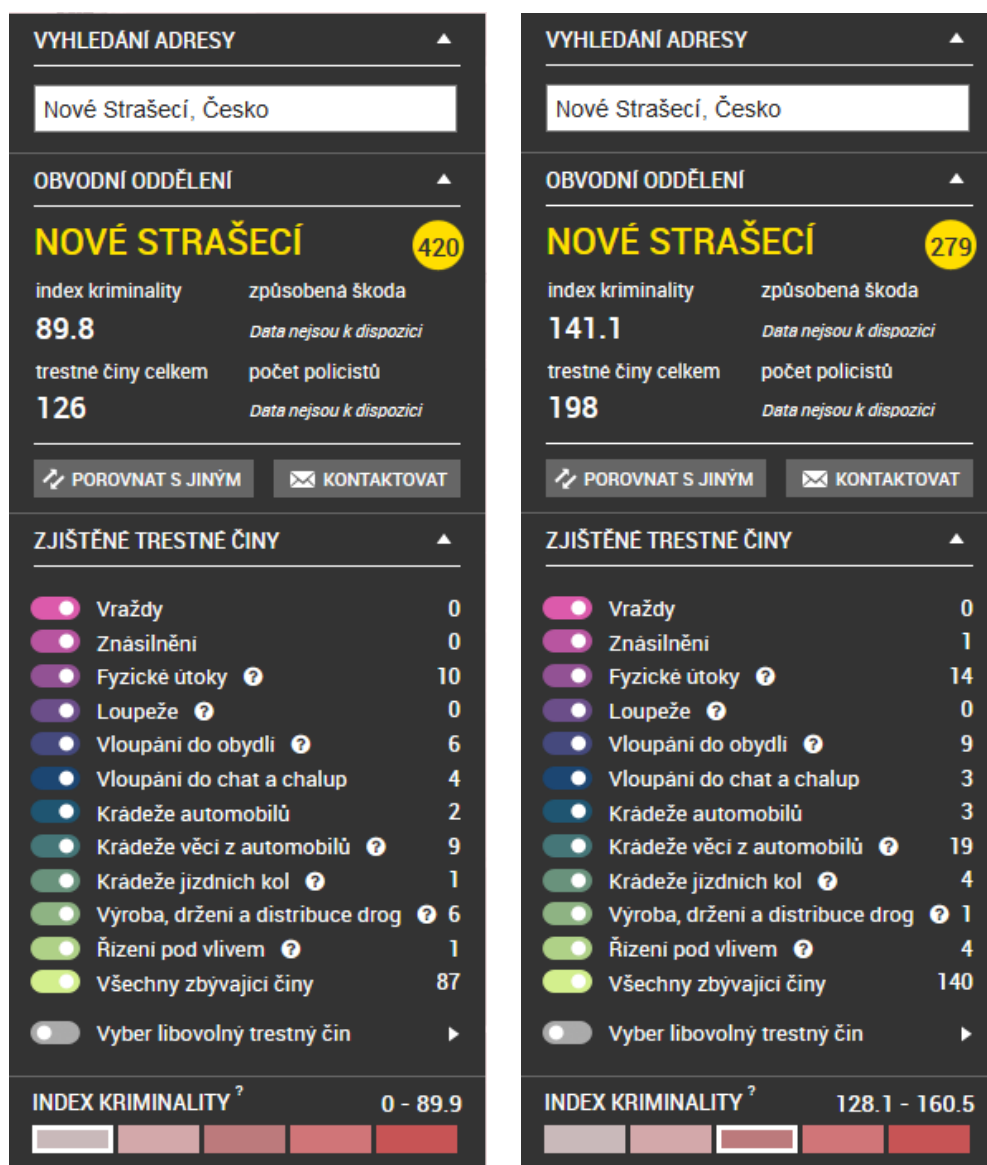 VYHLEDÁNÍ ADRESY
Nové Strašecí, Česko
OBVODNÍ ODDĚLENÍ
NOVÉ STRAŠECÍ 420
index kriminality způsobená škoda
89.8 Data nejsou k dispozici
trestné činy celkem počet policistů
126 Data nejsou k dispozici
POROVNAT S JINÝM KONTAKTOVAT
ZJIŠTĚNÉ TRESTNÉ ČINY
Vraždy 0
Znásilnění 0
Fyzické útoky ? 10
Loupeže ? 0
Vloupání do obydlí ? 6
Vloupání do chat a chalup 4
Krádeže automobilů 2
Krádeže věcí z automobilů ? 9
Krádeže jízdních kol ? 1
Výroba, držení a distribuce drog ? 6
Řízení pod vlivem ? 1
Všechny zbývající činy 87
Vyber libovolný trestný čin
INDEX KRIMINALITY ? 0 - 89.9
VYHLEDÁNÍ ADRESY
Nové Strašecí, Česko
OBVODNÍ ODDĚLENÍ
NOVÉ STRAŠECÍ 279
index kriminality způsobená škoda
141.1 Data nejsou k dispozici
trestné činy celkem počet policistů
198 Data nejsou k dispozici
POROVNAT S JINÝM KONTAKTOVAT
ZJIŠTĚNÉ TRESTNÉ ČINY
Vraždy 0
Znásilnění 1
Fyzické útoky ? 14
Loupeže ? 0
Vloupání do obydlí ? 9
Vloupání do chat a chalup 3
Krádeže automobilů 3
Krádeže věcí z automobilů ? 19
Krádeže jízdních kol ? 4
Výroba, držení a distribuce drog ? 1
Řízení pod vlivem ? 4
Všechny zbývající činy 140
Vyber libovolný trestný čin
INDEX KRIMINALITY ? 128.1 - 160.5